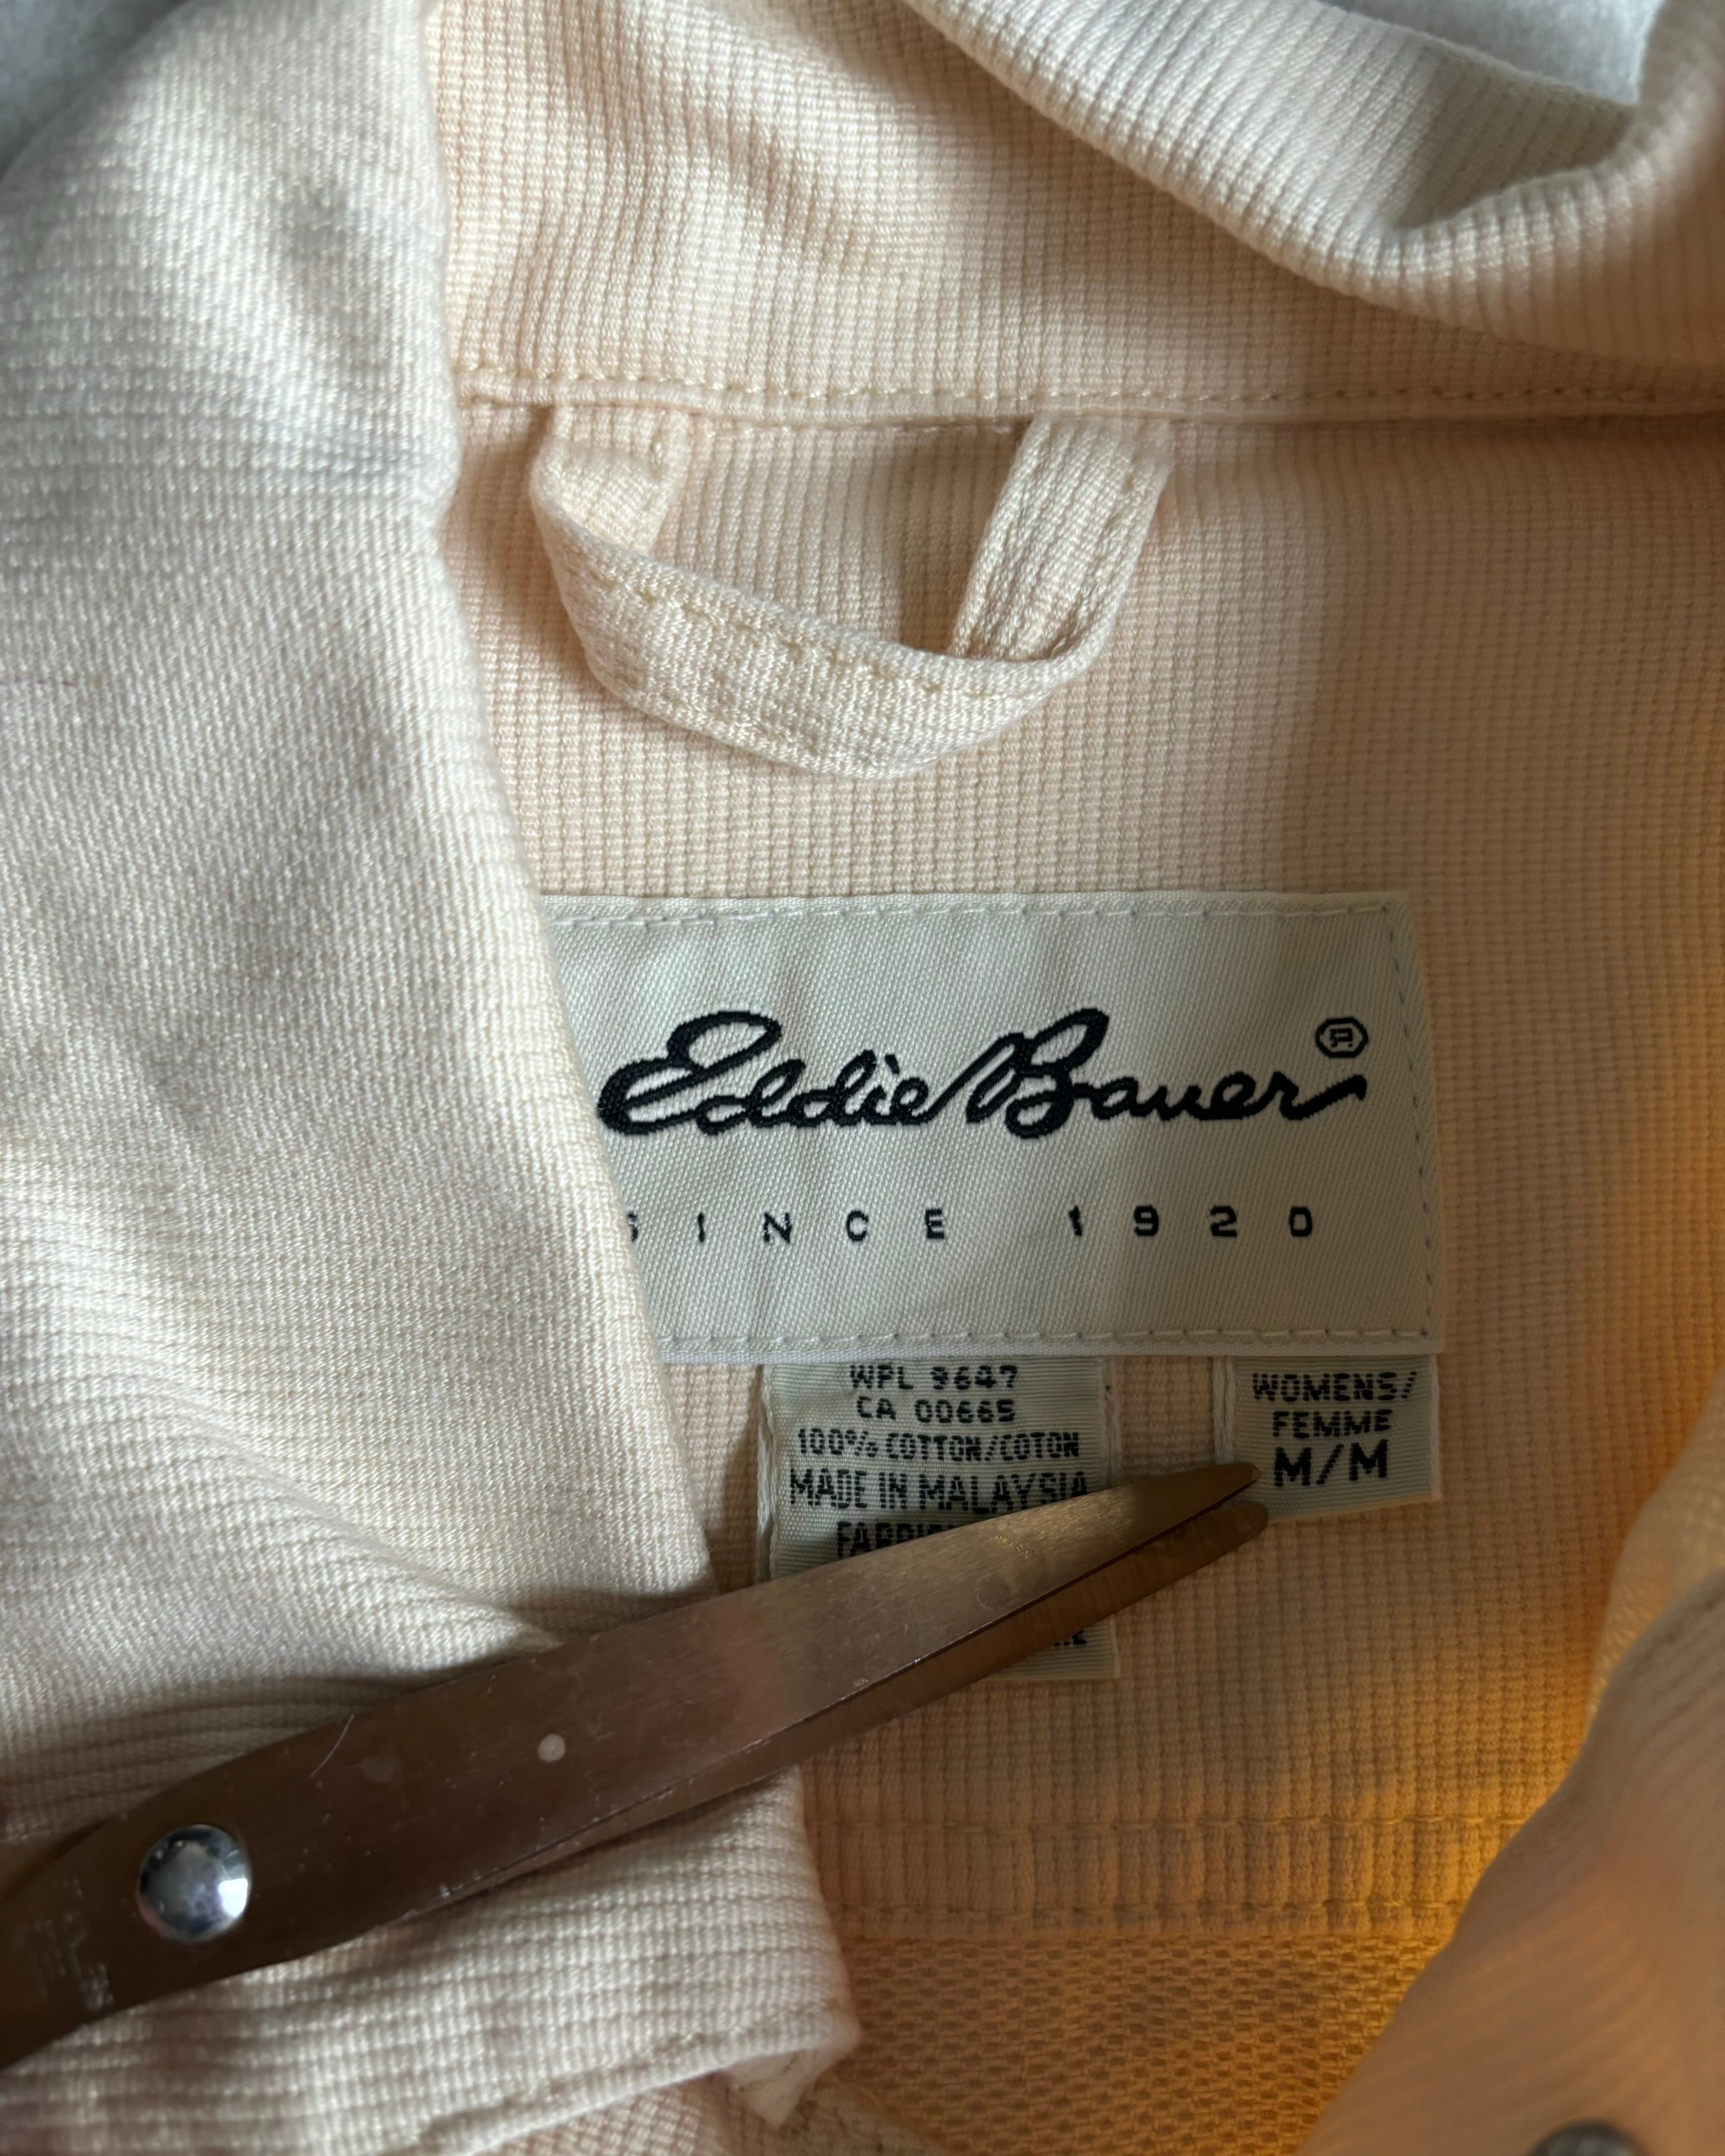 Eddie Bauer ®
SINCE 1920
WPL 9647
CA 00665
100% COTTON/COTON
MADE IN MALAYSIA
WOMENS/
FEMME
M/M